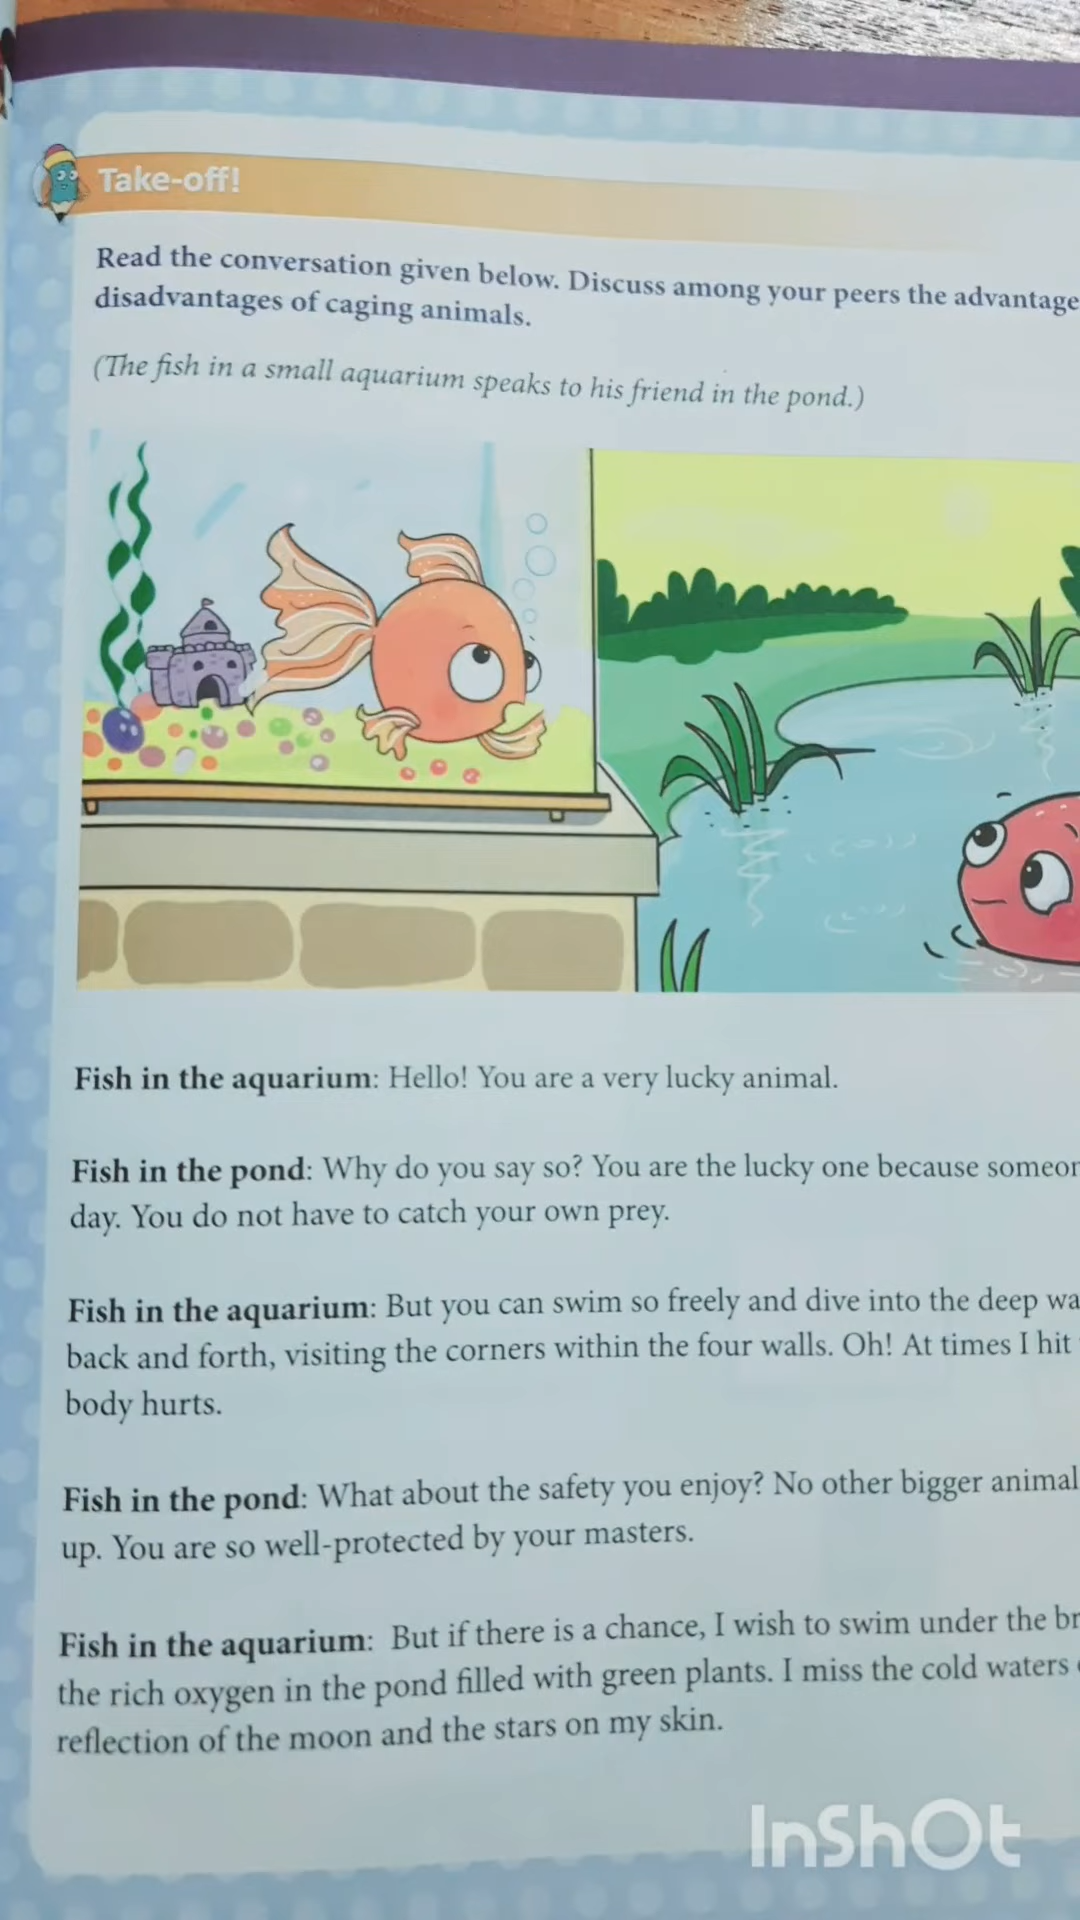 Take-off!
Read the conversation given below. Discuss among your peers the advantage
disadvantages of caging animals.
(The fish in a small aquarium speaks to his friend in the pond.)
Fish in the aquarium: Hello! You are a very lucky animal.
Fish in the pond: Why do you say so? You are the lucky one because
day. You do not have to catch your own prey.
Fish in the aquarium: But you can swim so freely and dive into the deep
back and forth, visiting the corners within the four walls. Oh! At times I hit
body hurts.
Fish in the pond: What about the safety you enjoy? No other bigger animal
up. You are so well-protected by your masters.
Fish in the aquarium: But if there is a chance, I wish to swim under the
the rich oxygen in the pond filled with green plants. I miss the cold waters
reflection of the moon and the stars on my skin.
InShOt